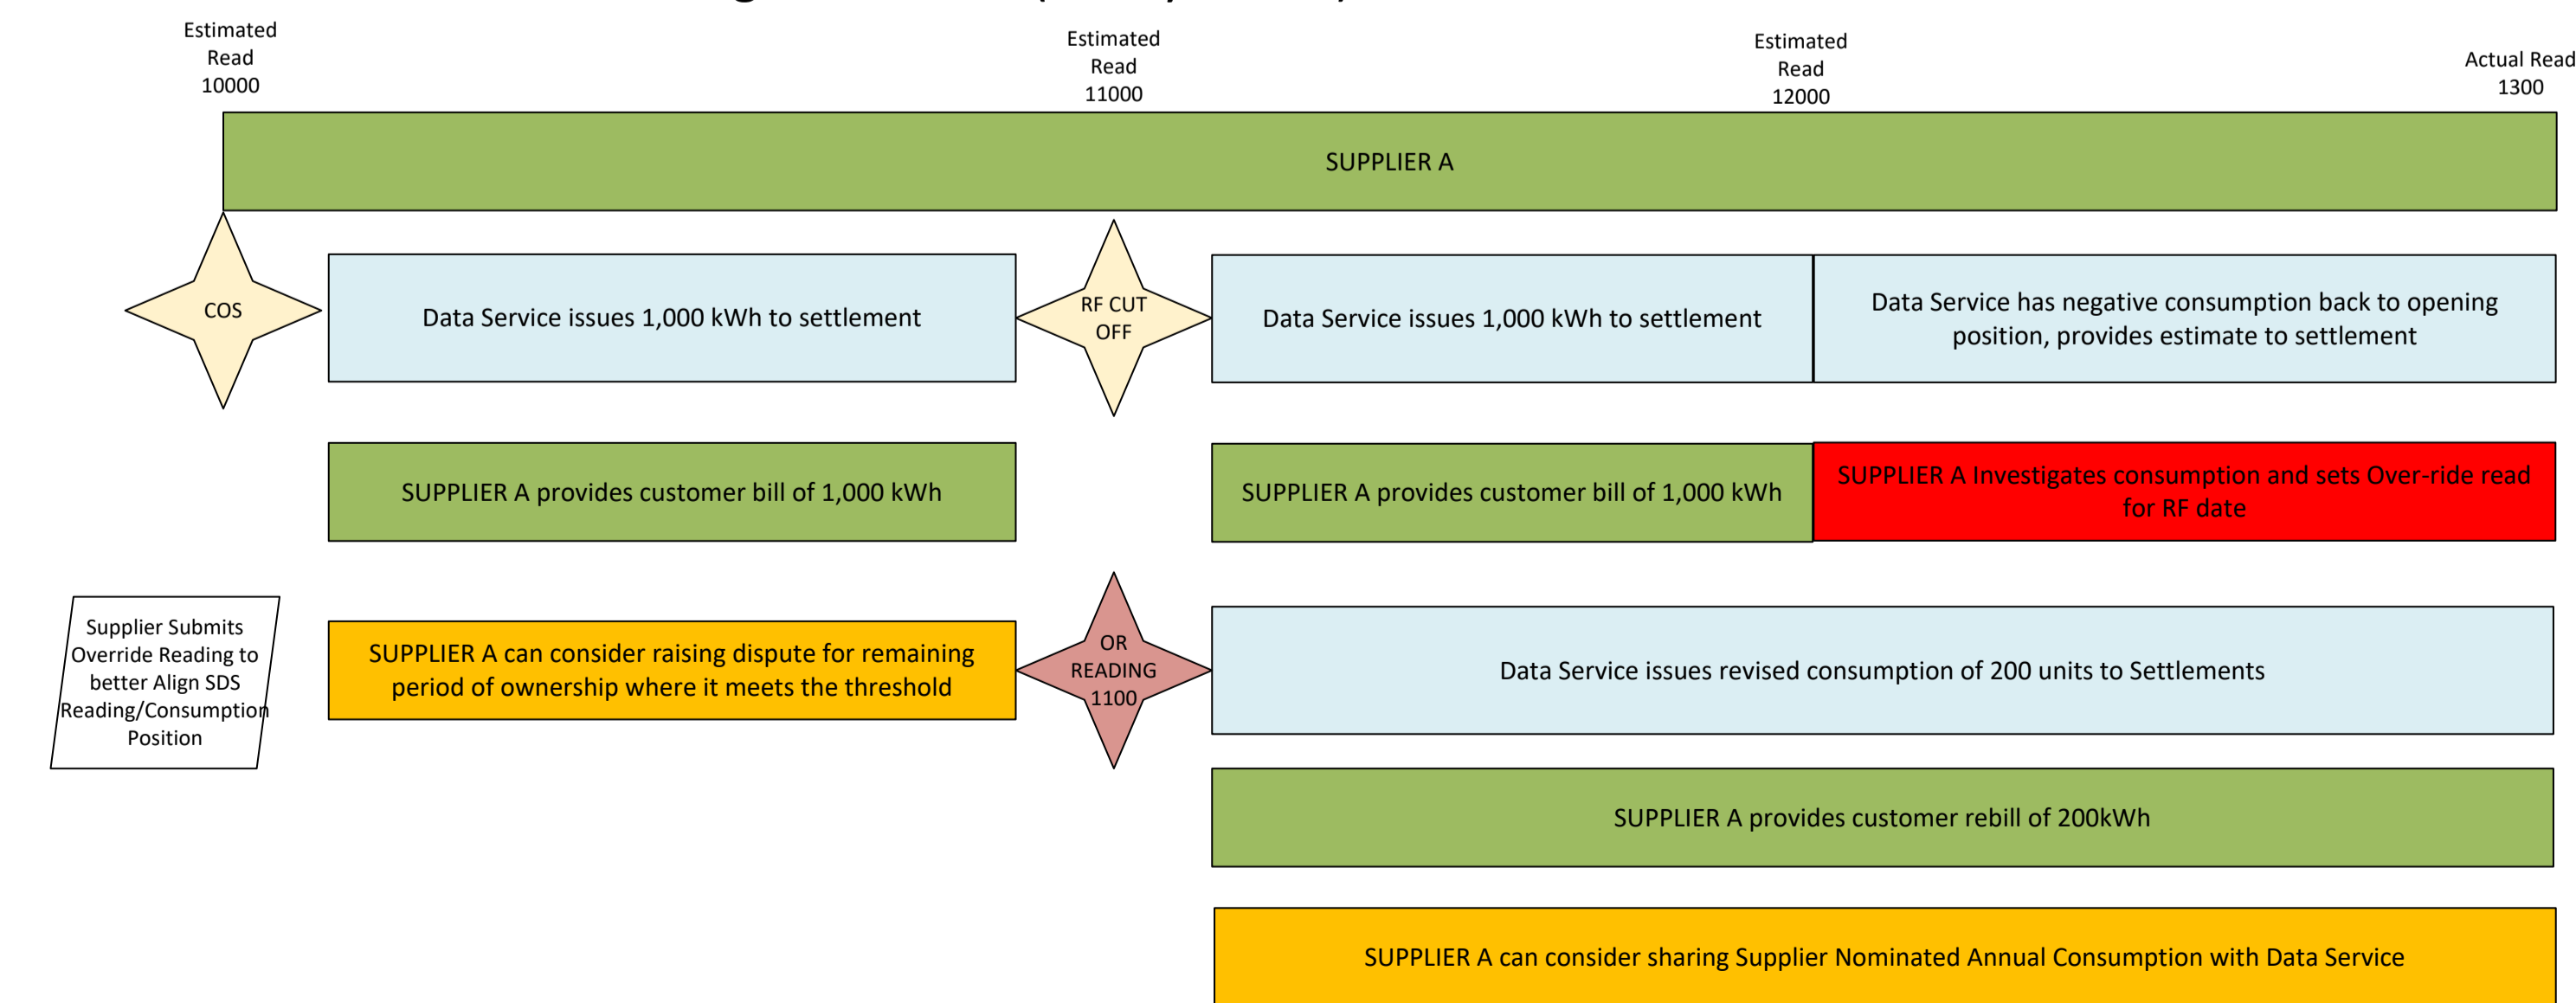 Estimated
Read
10000
Estimated
Read
11000
Estimated
Read
12000
Actual Read
1300
SUPPLIER A
COS
Data Service issues 1,000 kWh to settlement
RF CUT
OFF
Data Service issues 1,000 kWh to settlement
Data Service has negative consumption back to opening
position, provides estimate to settlement
SUPPLIER A provides customer bill of 1,000 kWh
SUPPLIER A provides customer bill of 1,000 kWh
SUPPLIER A Investigates consumption and sets Over-ride read
for RF date
Supplier Submits
Override Reading to
better Align SDS
Reading/Consumption
Position
SUPPLIER A can consider raising dispute for remaining
period of ownership where it meets the threshold
OR
READING
1100
Data Service issues revised consumption of 200 units to Settlements
SUPPLIER A provides customer rebill of 200kWh
SUPPLIER A can consider sharing Supplier Nominated Annual Consumption with Data Service